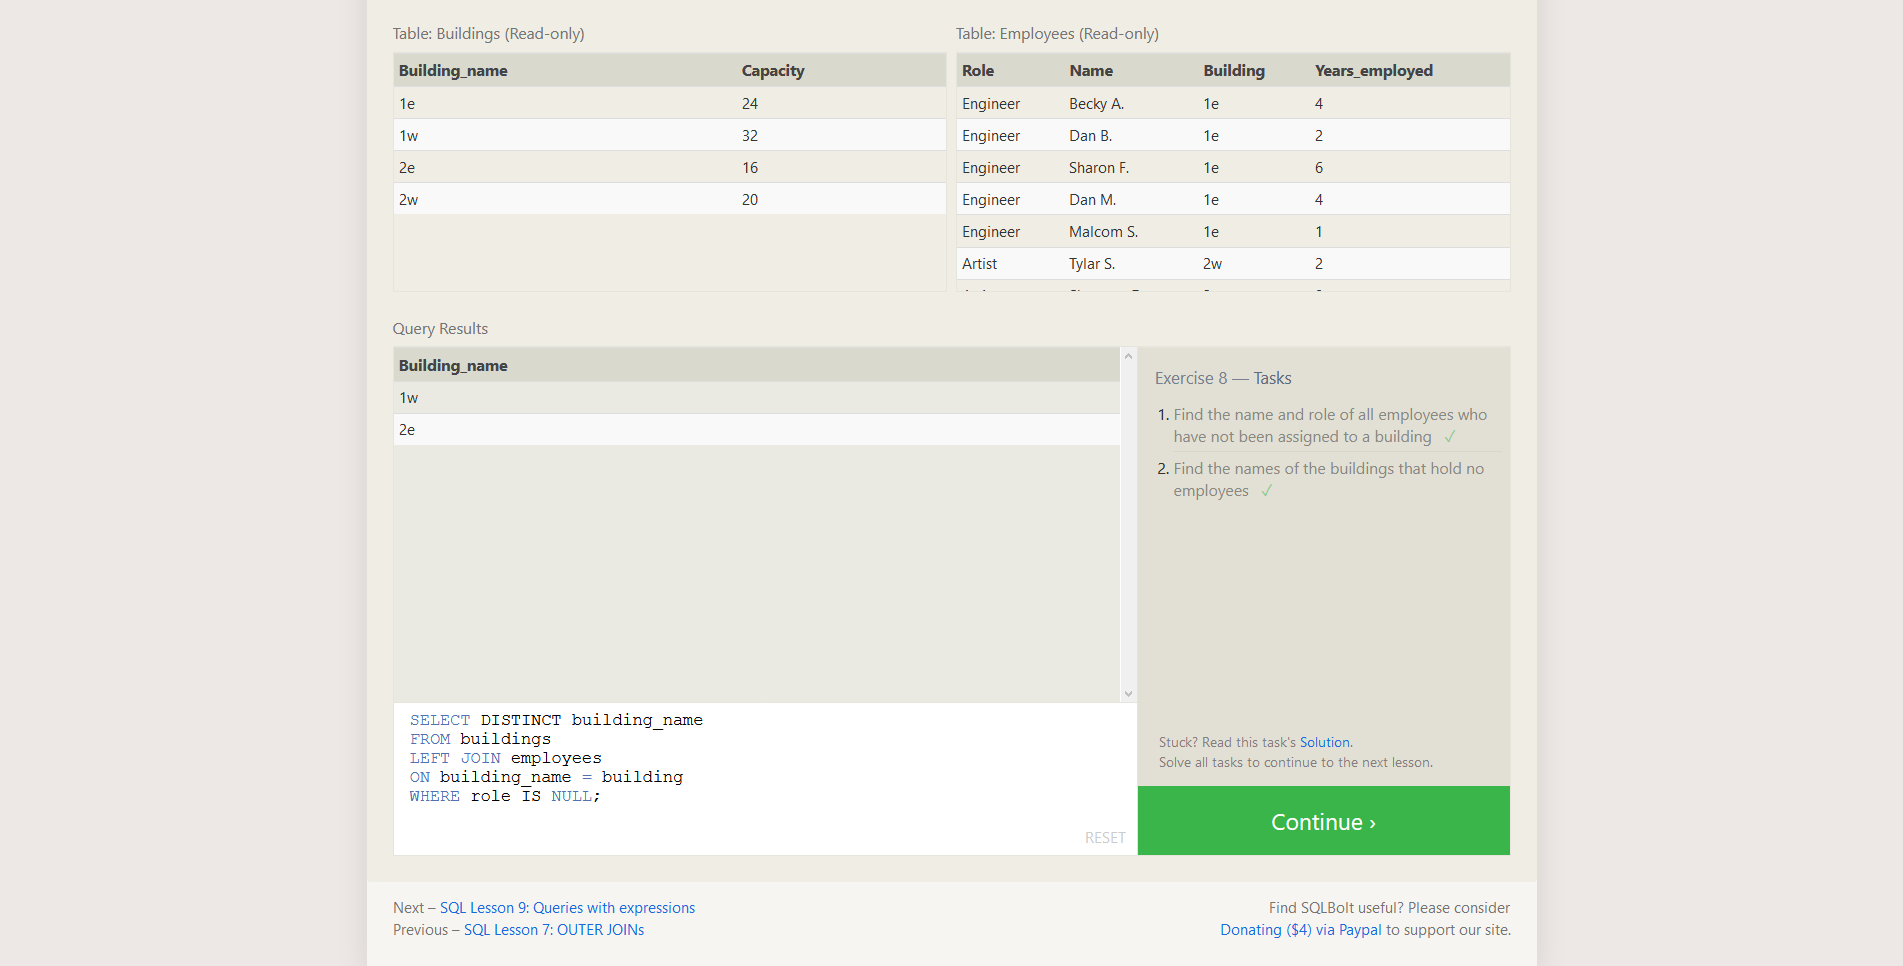 Table: Buildings (Read-only)
Building_name Capacity
1e 24
1w 32
2e 16
2w 20
Table: Employees (Read-only)
Role Name Building Years_employed
Engineer Becky A. 1e 4
Engineer Dan B. 1e 2
Engineer Sharon F. 1e 6
Engineer Dan M. 1e 4
Engineer Malcom S. 1e 1
Artist Tylar S. 2w 2
Query Results
Building_name
1w
2e
SELECT DISTINCT building_name
FROM buildings
LEFT JOIN employees
ON building_name = building
WHERE role IS NULL;
RESET
Exercise 8 — Tasks
1. Find the name and role of all employees who
have not been assigned to a building ✓
2. Find the names of the buildings that hold no
employees ✓
Stuck? Read this task's Solution.
Solve all tasks to continue to the next lesson.
Continue ›
Next – SQL Lesson 9: Queries with expressions
Previous – SQL Lesson 7: OUTER JOINs
Find SQLBolt useful? Please consider
Donating ($4) via Paypal to support our site.